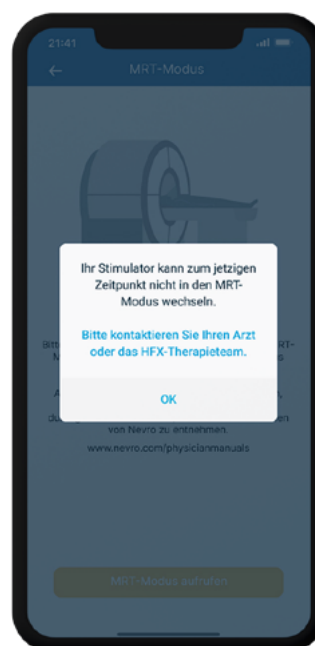 21:41
MRT-Modus
Ihr Stimulator kann zum jetzigen
Zeitpunkt nicht in den MRT-
Modus wechseln.
Bitte kontaktieren Sie Ihren Arzt
oder das HFX-Therapieteam.
OK
von Nevro zu entnehmen.
www.nevro.com/physicianmanuals
MRT-Modus aufrufen